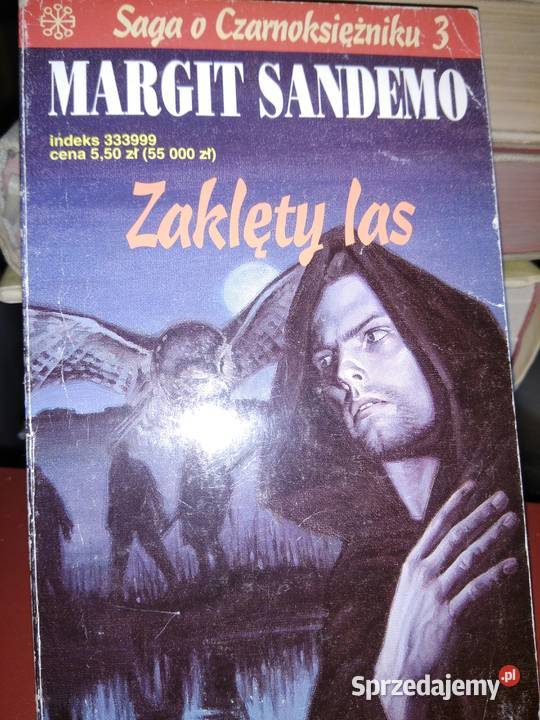 Saga o Czarnoksiężniku 3
MARGIT SANDEMO
indeks 333999
cena 5,50 zł (55 000 zł)
Zaklęty las
Sprzedajemy.pl